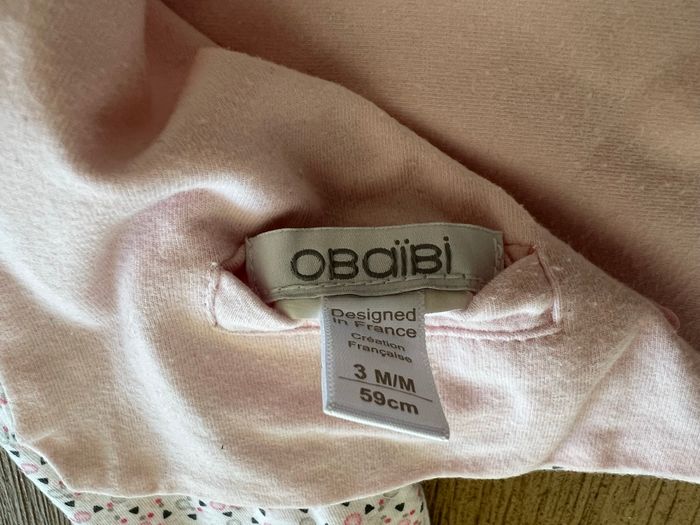 OBaïBi
Designed
in France
Création
Française
3 M/M
59cm